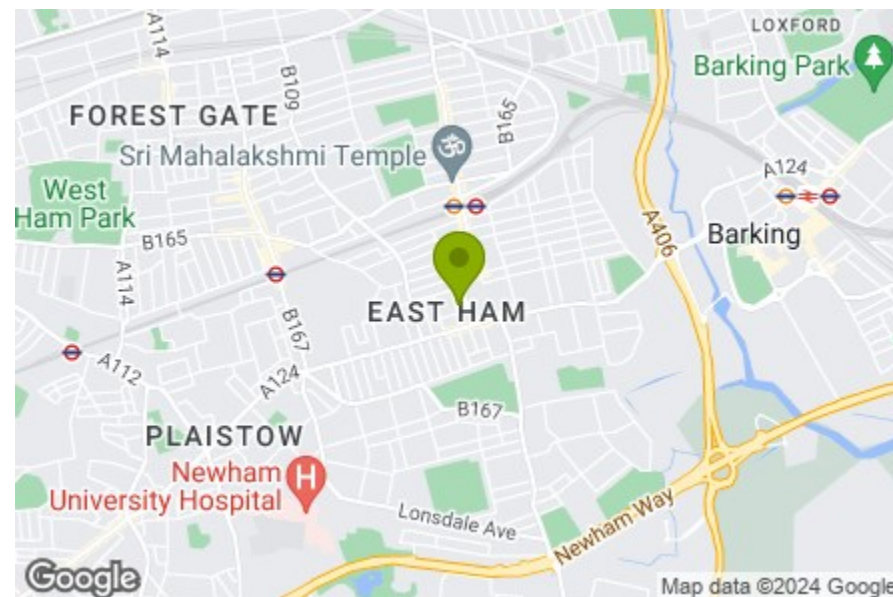 LOXFORD
A114
Barking Park
B109
B165
FOREST GATE
Sri Mahalakshmi Temple
ॐ
A124
West
Ham Park
A406
Barking
B165
A114
EAST HAM
B167
A112
A124
B167
PLAISTOW
Newham
University Hospital
H
Lonsdale Ave
Newham Way
Google
Map data ©2024 Google